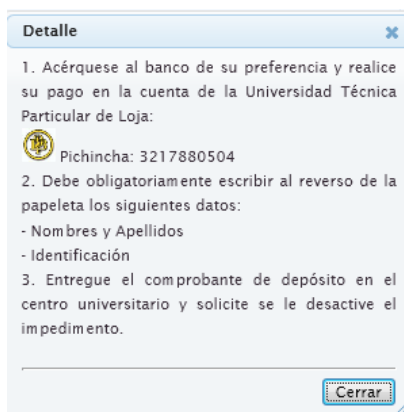 Detalle
1. Acérquese al banco de su preferencia y realice
su pago en la cuenta de la Universidad Técnica
Particular de Loja:
Pichincha: 3217880504
2. Debe obligatoriamente escribir al reverso de la
papeleta los siguientes datos:
- Nombres y Apellidos
- Identificación
3. Entregue el comprobante de depósito en el
centro universitario y solicite se le desactive el
impedimento.
Cerrar